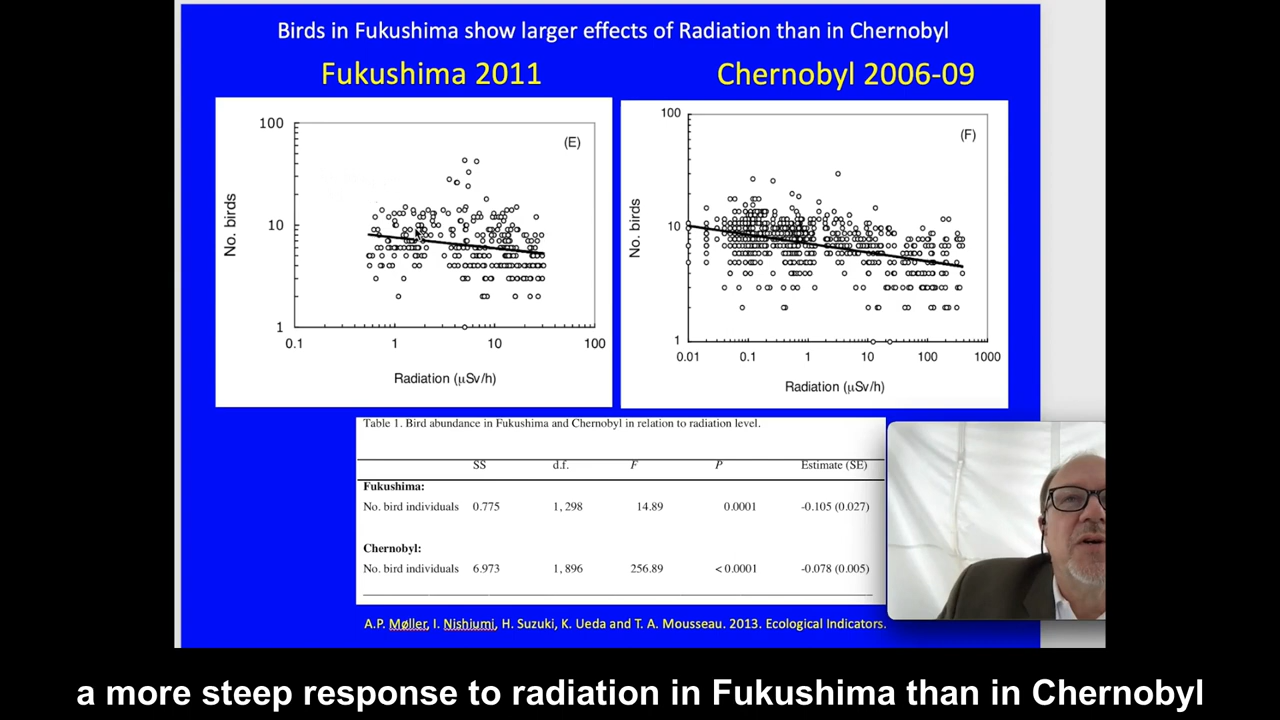 Birds in Fukushima show larger effects of Radiation than in Chernobyl
Fukushima 2011
Chernobyl 2006-09
100
(E)
10
No. birds
1
0.1 1 10 100
Radiation (µSv/h)
100
(F)
10
No. birds
1
0.01 0.1 1 10 100 1000
Radiation (µSv/h)
Table 1. Bird abundance in Fukushima and Chernobyl in relation to radiation level.
SS d.f. F P Estimate (SE)
Fukushima:
No. bird individuals 0.775 1, 298 14.89 0.0001 -0.105 (0.027)
Chernobyl:
No. bird individuals 6.973 1, 896 256.89 < 0.0001 -0.078 (0.005)
A.P. Møller, I. Nishiumi, H. Suzuki, K. Ueda and T. A. Mousseau. 2013. Ecological Indicators.
a more steep response to radiation in Fukushima than in Chernobyl